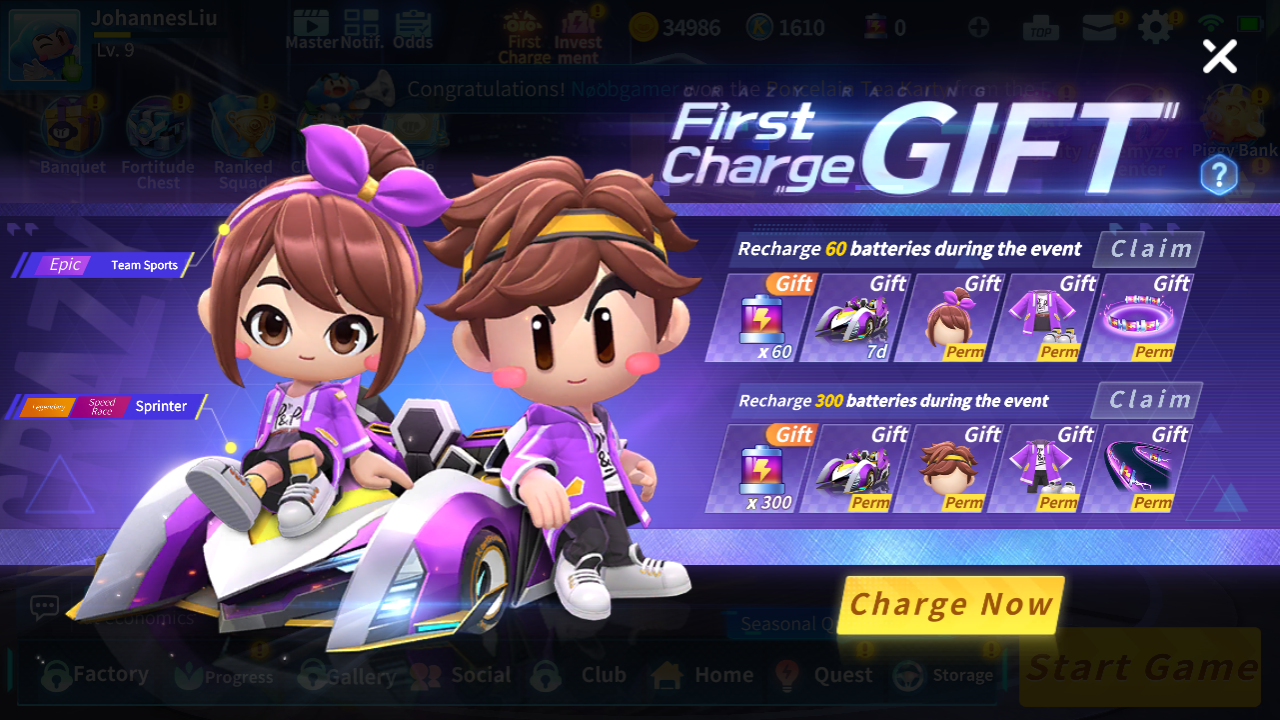 JohannesLiu
Lv. 9
Master
Notif.
Odds
First
Charge
Invest
ment
34986
1610
0
TOP
Congratulations! Noobgamer won the Porcelain Tea Kart from the
CRAZY RACING
First
Charge
GIFT
Banquet
Fortitude
Chest
Ranked
Squad
Piggy Bank
?
Epic
Team Sports
Legendary
Speed
Race
Sprinter
Recharge 60 batteries during the event
Claim
Gift
x 60
Gift
7d
Gift
Perm
Gift
Perm
Gift
Perm
Recharge 300 batteries during the event
Claim
Gift
x 300
Gift
Perm
Gift
Perm
Gift
Perm
Gift
Perm
Charge Now
Seasonal
Factory
Progress
Gallery
Social
Club
Home
Quest
Storage
Start Game